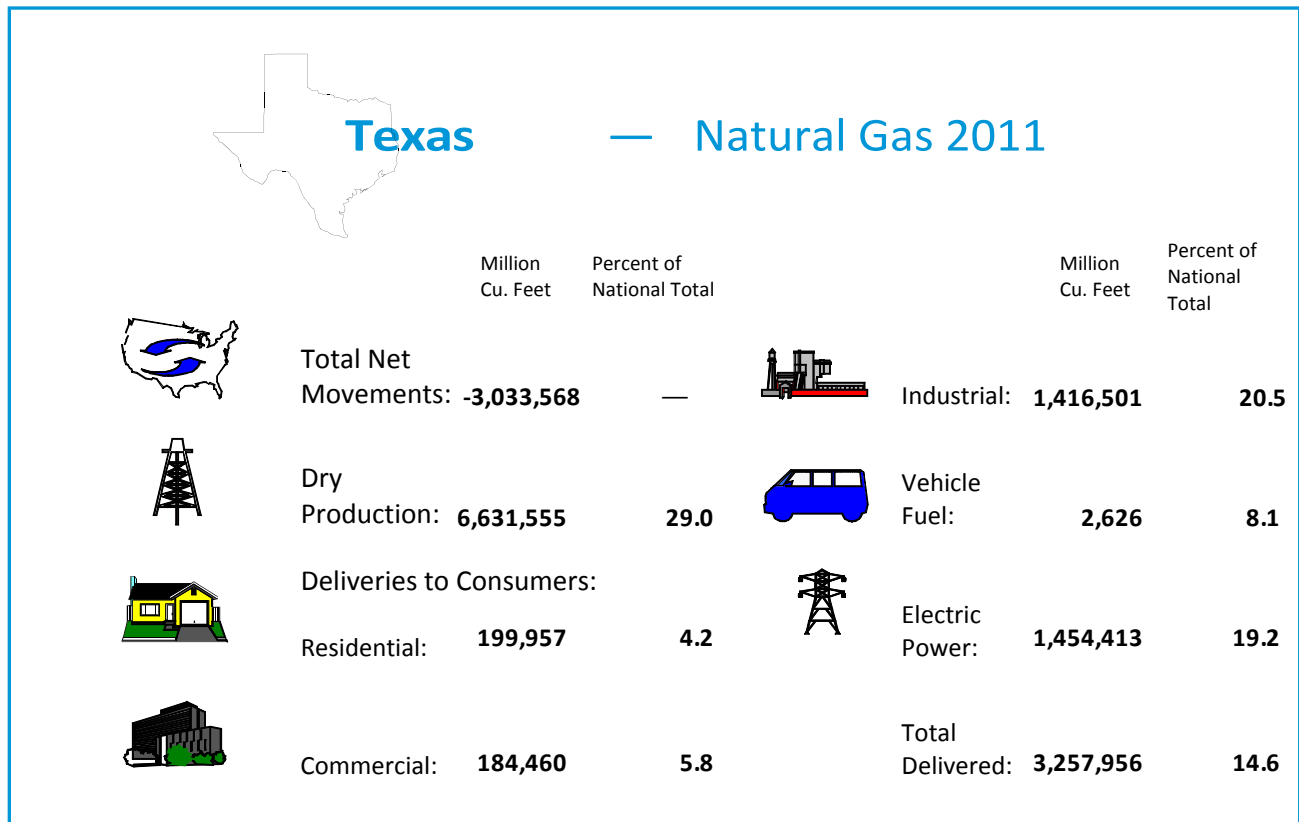 Texas — Natural Gas 2011
Million
Cu. Feet
Percent of
National Total
Million
Cu. Feet
Percent of
National
Total
Total Net
Movements: -3,033,568 —
Industrial: 1,416,501 20.5
Dry
Production: 6,631,555 29.0
Vehicle
Fuel: 2,626 8.1
Deliveries to Consumers:
Residential: 199,957 4.2
Electric
Power: 1,454,413 19.2
Commercial: 184,460 5.8
Total
Delivered: 3,257,956 14.6